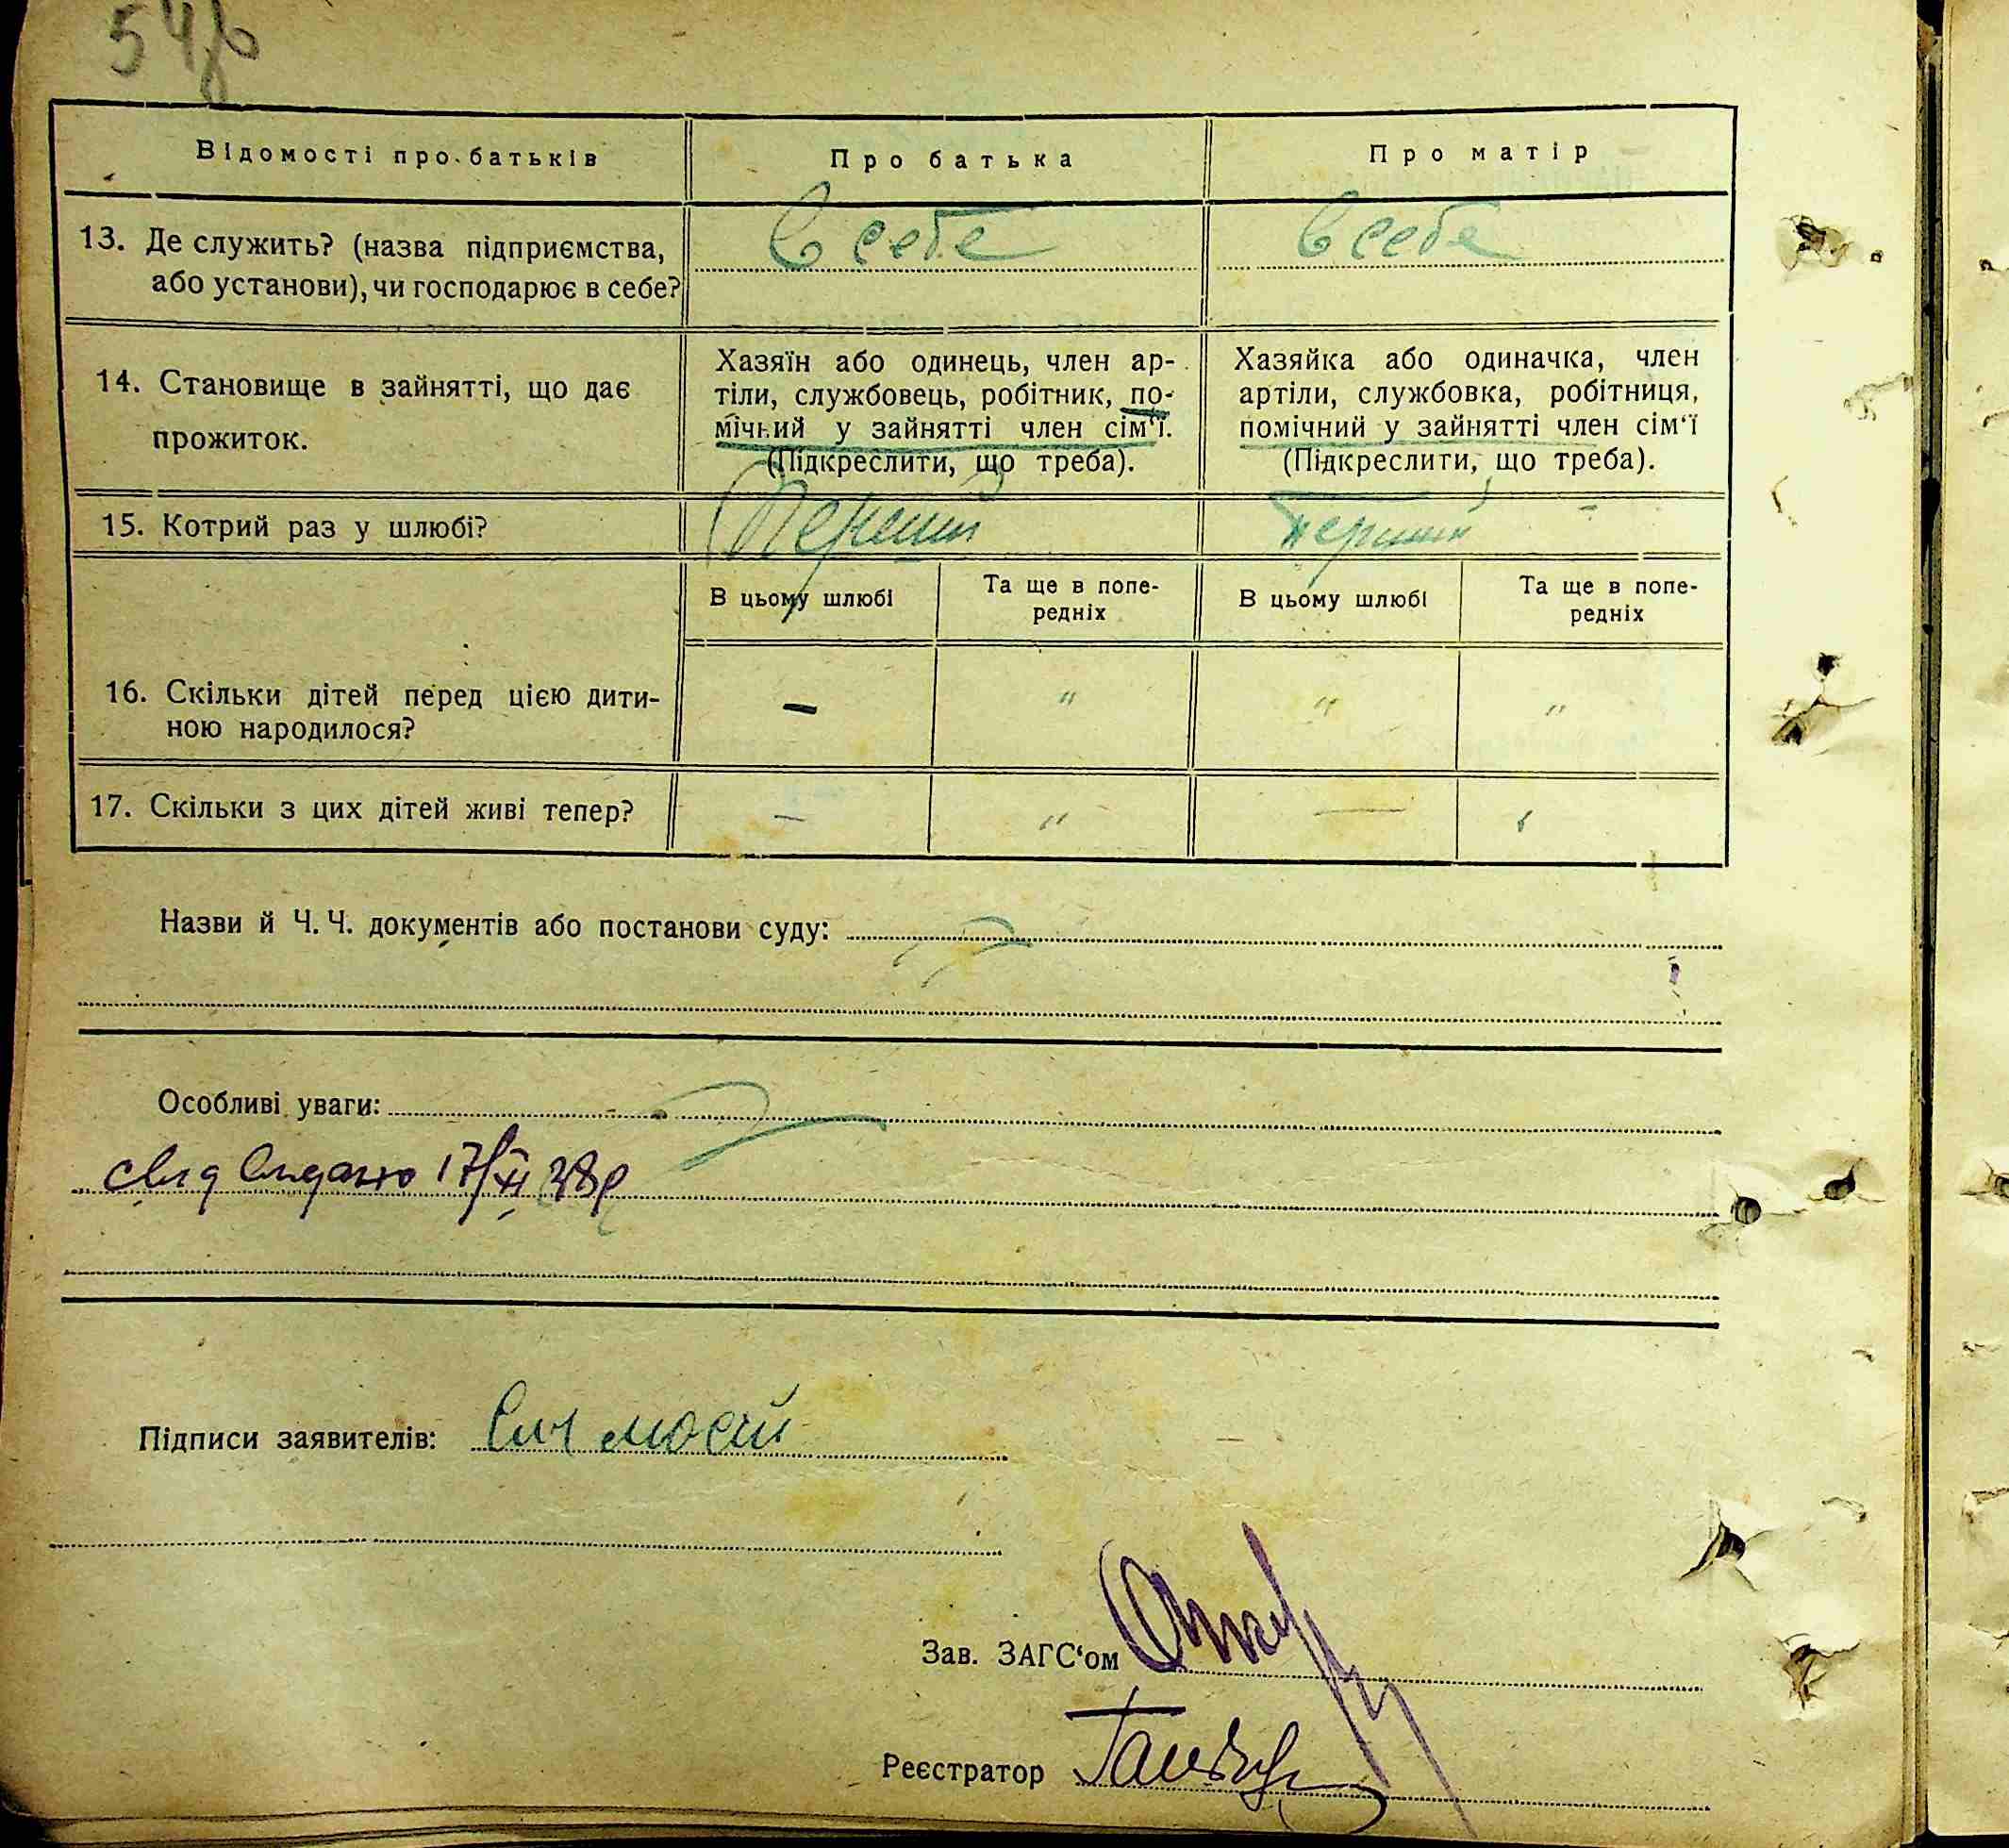 Відомості про батьків
Про батька
Про матір
13. Де служить? (назва підприємства,
або установи), чи господарює в себе?
В себе
В себе
14. Становище в зайнятті, що дає
прожиток.
Хазяїн або одинець, член ар-
тіли, службовець, робітник, по-
мічний у зайнятті член сім'ї.
(Підкреслити, що треба).
Хазяйка або одиначка, член
артіли, службовка, робітниця,
помічний у зайнятті член сім'ї
(Підкреслити, що треба).
15. Котрий раз у шлюбі?
Перший
Перший
В цьому шлюбі
Та ще в попе-
редніх
В цьому шлюбі
Та ще в попе-
редніх
16. Скільки дітей перед цією дити-
ною народилося?
–
"
"
"
17. Скільки з цих дітей живі тепер?
–
"
–
Назви й Ч. Ч. документів або постанови суду:
Особливі уваги:
видано 17/XI 28р
Підписи заявителів:
Зав. ЗАГС'ом
Реєстратор